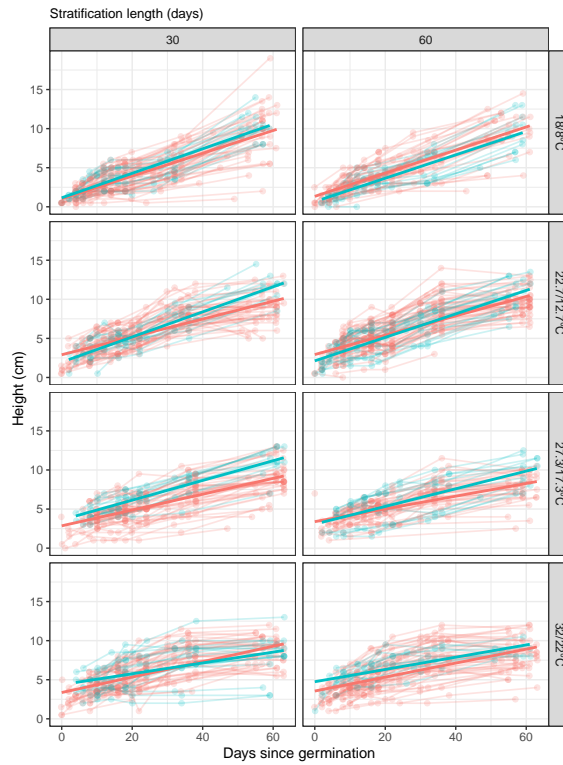 Stratification length (days)
30 60
15
10
5
0
18/8°C
15
10
5
0
22.7/12.7°C
Height (cm)
15
10
5
0
27.3/17.3°C
15
10
5
0
32/22°C
0 20 40 60 0 20 40 60
Days since germination